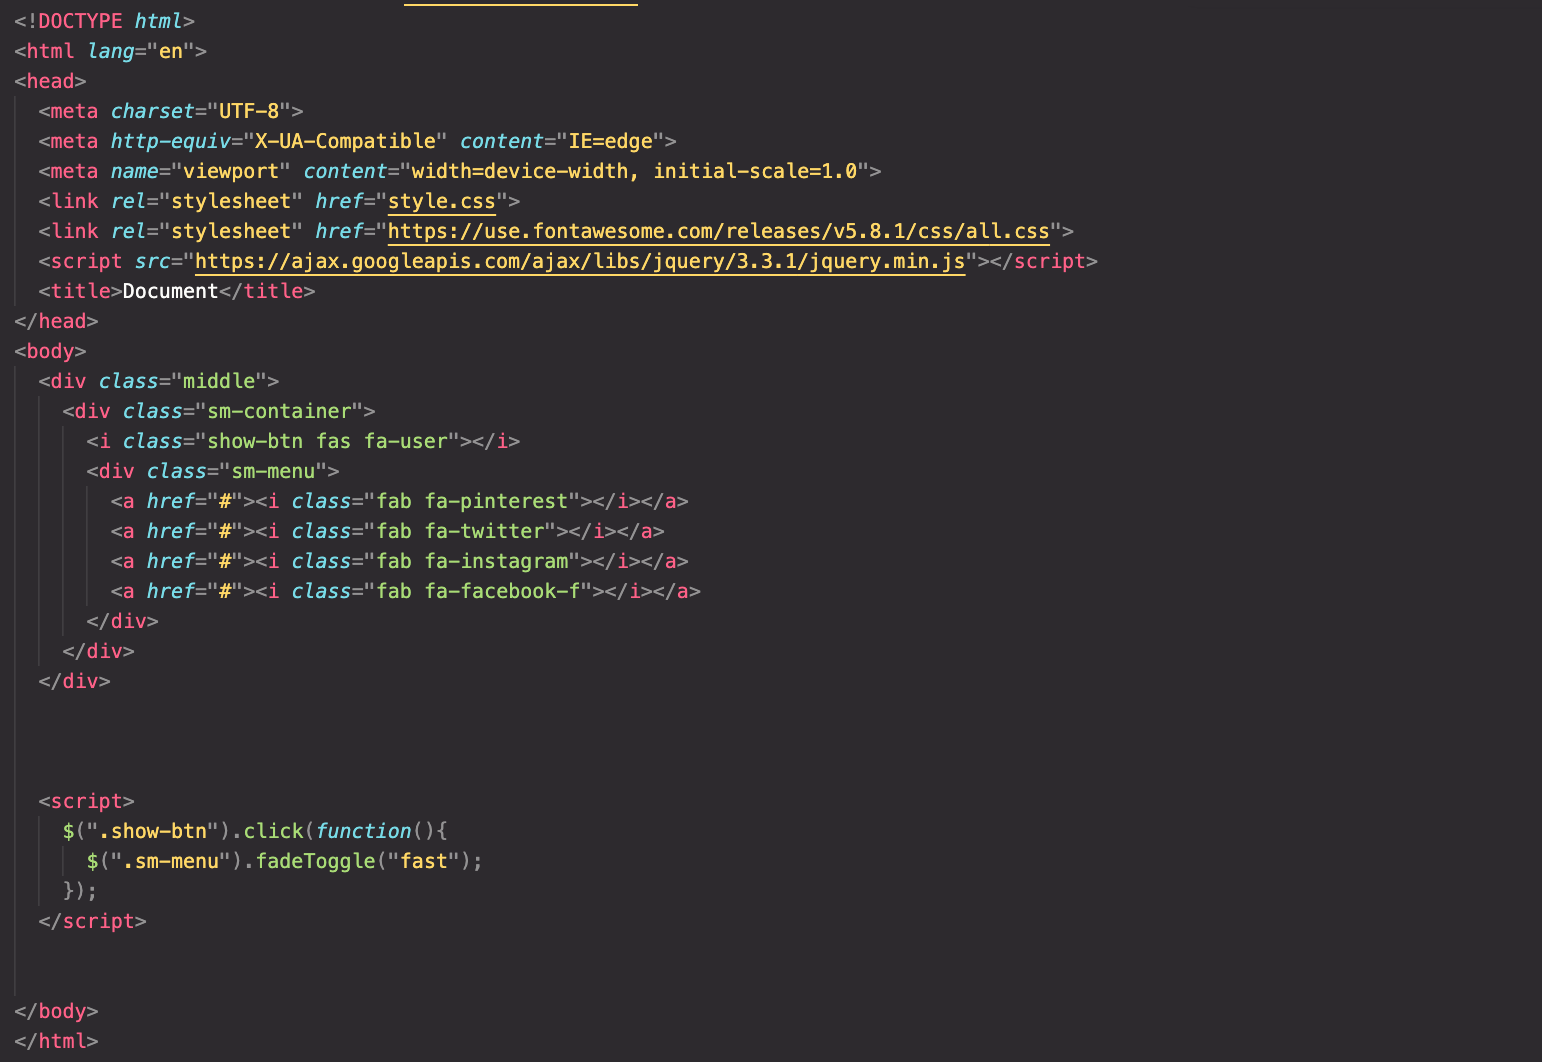 <!DOCTYPE html>
<html lang="en">
<head>
  <meta charset="UTF-8">
  <meta http-equiv="X-UA-Compatible" content="IE=edge">
  <meta name="viewport" content="width=device-width, initial-scale=1.0">
  <link rel="stylesheet" href="style.css">
  <link rel="stylesheet" href="https://use.fontawesome.com/releases/v5.8.1/css/all.css">
  <script src="https://ajax.googleapis.com/ajax/libs/jquery/3.3.1/jquery.min.js"></script>
  <title>Document</title>
</head>
<body>
  <div class="middle">
    <div class="sm-container">
      <i class="show-btn fas fa-user"></i>
      <div class="sm-menu">
        <a href="#"><i class="fab fa-pinterest"></i></a>
        <a href="#"><i class="fab fa-twitter"></i></a>
        <a href="#"><i class="fab fa-instagram"></i></a>
        <a href="#"><i class="fab fa-facebook-f"></i></a>
      </div>
    </div>
  </div>
  <script>
    $(".show-btn").click(function(){
      $(".sm-menu").fadeToggle("fast");
    });
  </script>
</body>
</html>